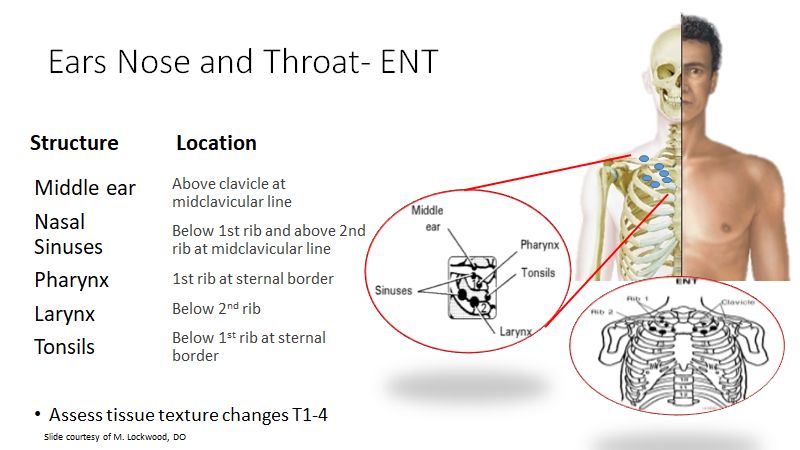 Ears Nose and Throat- ENT
Structure Location
Middle ear
Above clavicle at
midclavicular line
Nasal
Sinuses
Below 1st rib and above 2nd
rib at midclavicular line
Pharynx
1st rib at sternal border
Larynx
Below 2nd rib
Tonsils
Below 1st rib at sternal
border
• Assess tissue texture changes T1-4
Slide courtesy of M. Lockwood, DO
Middle
ear
Pharynx
Tonsils
Sinuses
2
Larynx
ENT
Rib 1
Clavicle
Rib 2